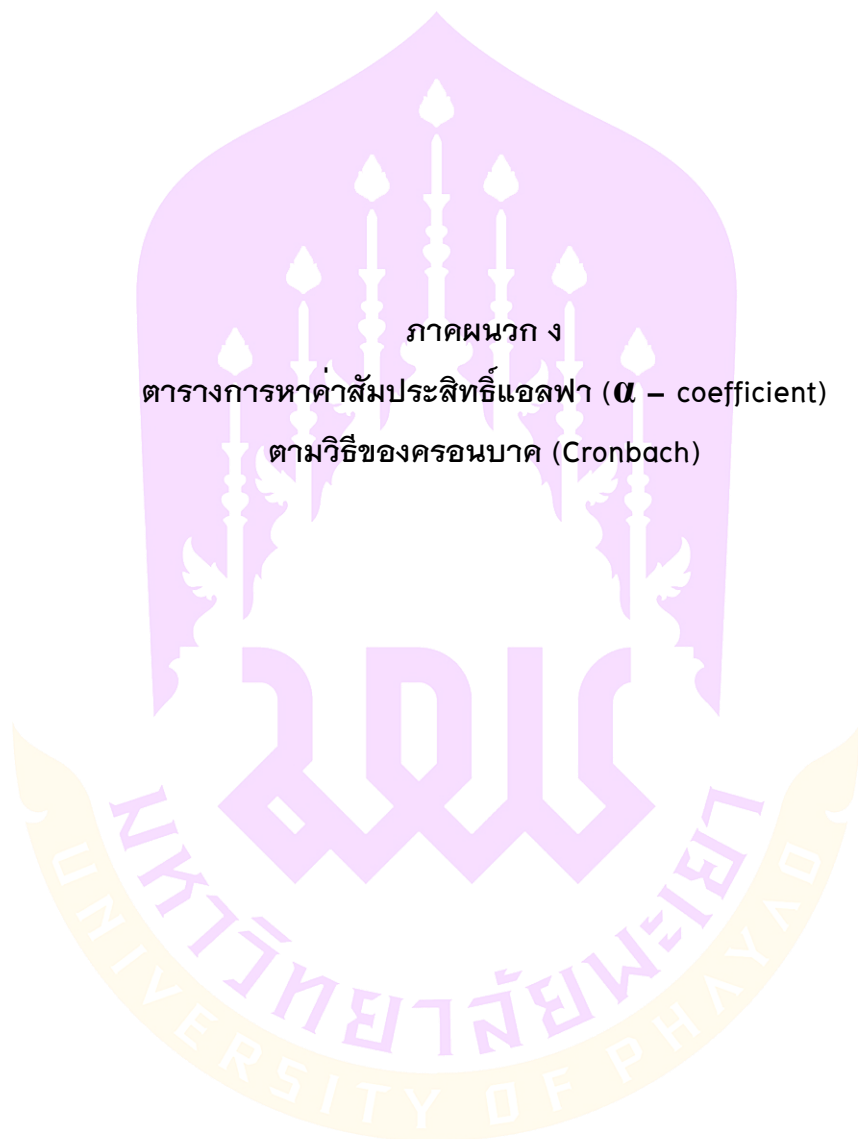 ภาคผนวก ง
ตารางการหาค่าสัมประสิทธิ์แอลฟา (α – coefficient)
ตามวิธีของครอนบาค (Cronbach)
มหาวิทยาลัยพะเยา
UNIVERSITY OF PHAYAO